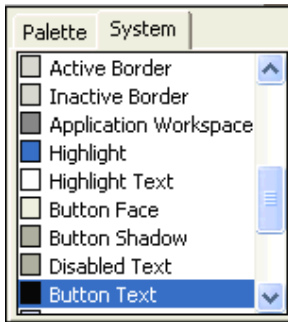 Palette System
Active Border
Inactive Border
Application Workspace
Highlight
Highlight Text
Button Face
Button Shadow
Disabled Text
Button Text